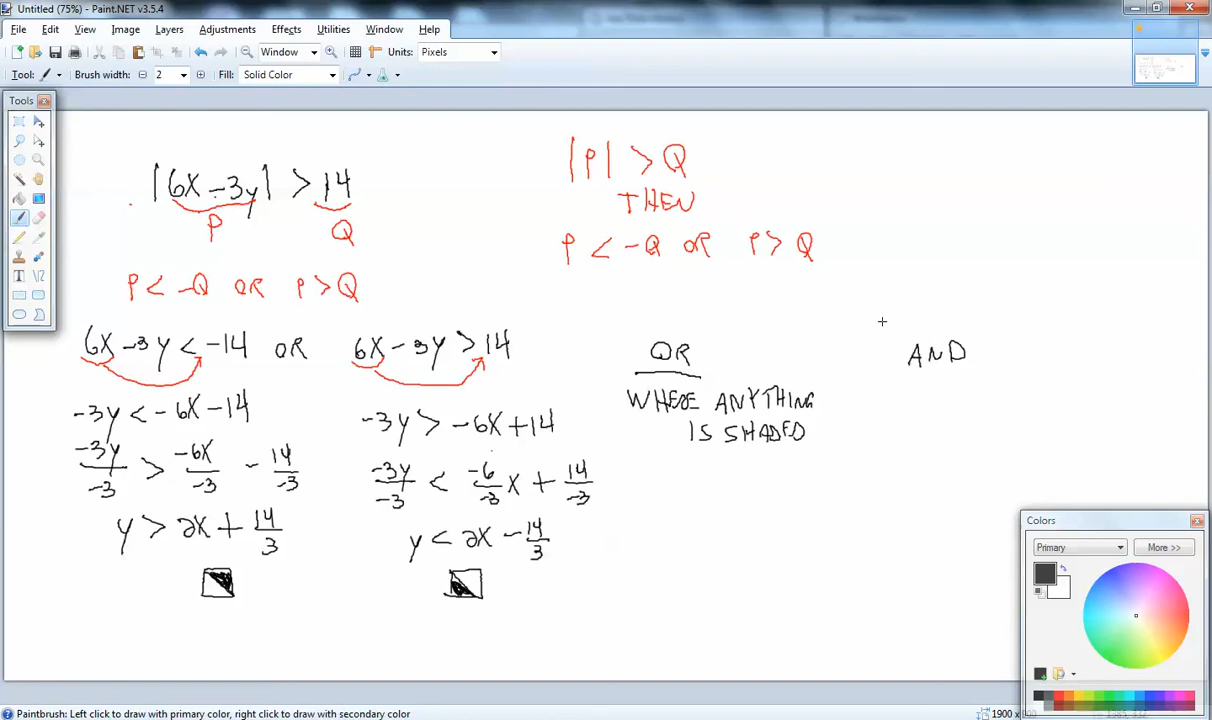 Untitled (75%) - Paint.NET v3.5.10
File Edit View Image Layers Adjustments Effects Utilities Window Help
Window Units: Pixels
Tool: Brush width: 2 Fill: Solid Color
Tools
|6X - 3y| > 14
P Q
P < -Q OR P > Q
|P| > Q
THEN
P < -Q OR P > Q
6X - 3y < -14 OR 6X - 3y > 14
-3y < -6X - 14
-3y/-3 > -6X/-3 - 14/-3
y > 2X + 14/3
-3y > -6X + 14
-3y/-3 < -6/-3 X + 14/-3
y < 2X - 14/3
OR
WHERE ANYTHING
IS SHADED
AND
Colors
Primary
More >>
Paintbrush: Left click to draw with primary color, right click to draw with secondary color